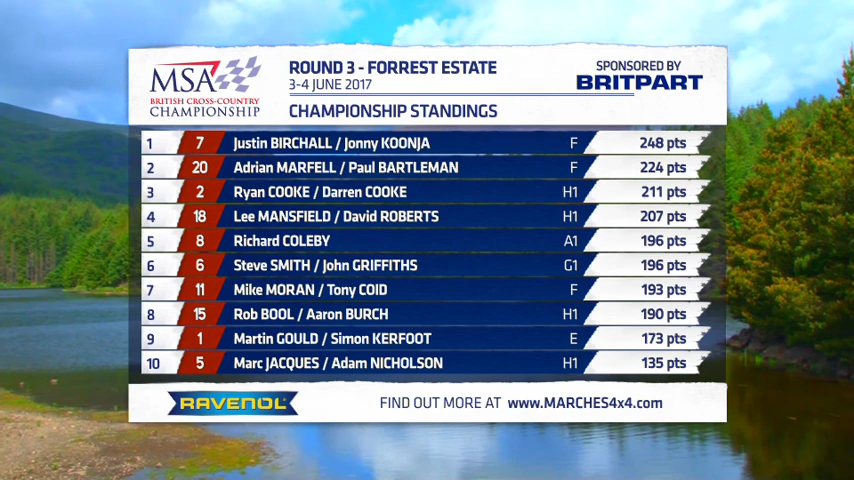 MSA
BRITISH CROSS-COUNTRY
CHAMPIONSHIP
ROUND 3 - FORREST ESTATE
3-4 JUNE 2017
CHAMPIONSHIP STANDINGS
SPONSORED BY
BRITPART
1 7 Justin BIRCHALL / Jonny KOONJA F 248 pts
2 20 Adrian MARFELL / Paul BARTLEMAN F 224 pts
3 2 Ryan COOKE / Darren COOKE H1 211 pts
4 18 Lee MANSFIELD / David ROBERTS H1 207 pts
5 8 Richard COLEBY A1 196 pts
6 6 Steve SMITH / John GRIFFITHS G1 196 pts
7 11 Mike MORAN / Tony COID F 193 pts
8 15 Rob BOOL / Aaron BURCH H1 190 pts
9 1 Martin GOULD / Simon KERFOOT E 173 pts
10 5 Marc JACQUES / Adam NICHOLSON H1 135 pts
RAVENOL
FIND OUT MORE AT www.MARCHES4x4.com